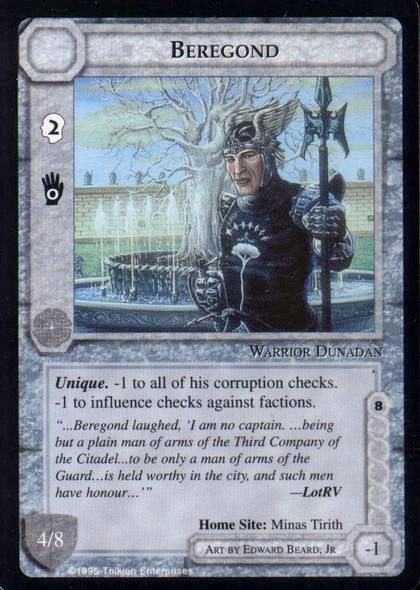 BEREGOND
2
0
WARRIOR DÚNADAN
Unique. -1 to all of his corruption checks.
-1 to influence checks against factions.
8
“...Beregond laughed, ‘I am no captain. ...being
but a plain man of arms of the Third Company of
the Citadel...to be only a man of arms of the
Guard...is held worthy in the city, and such men
have honour...’” —LotRV
Home Site: Minas Tirith
4/8
ART BY EDWARD BEARD, JR
-1
©1995 Tolkien Enterprises